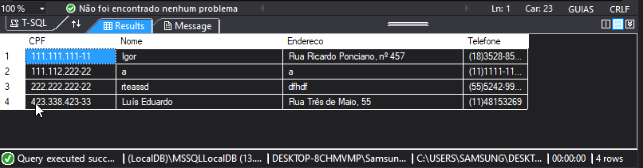 100 % Não foi encontrado nenhum problema Ln: 1 Car: 23 GUIAS CRLF
T-SQL Results Message
CPF Nome Endereco Telefone
1 111.111.111-11 Igor Rua Ricardo Ponciano, nº 457 (18)3528-85...
2 111.112.222-22 a a (11)1111-11...
3 222.222.222-22 rteassd dfhdf (55)5242-99...
4 423.338.423-33 Luís Eduardo Rua Três de Maio, 55 (11)48153269
Query executed succ... (LocalDB)\MSSQLLocalDB (13.... DESKTOP-8CHMVMP\Samsun... C:\USERS\SAMSUNG\DESKT... 00:00:00 4 rows